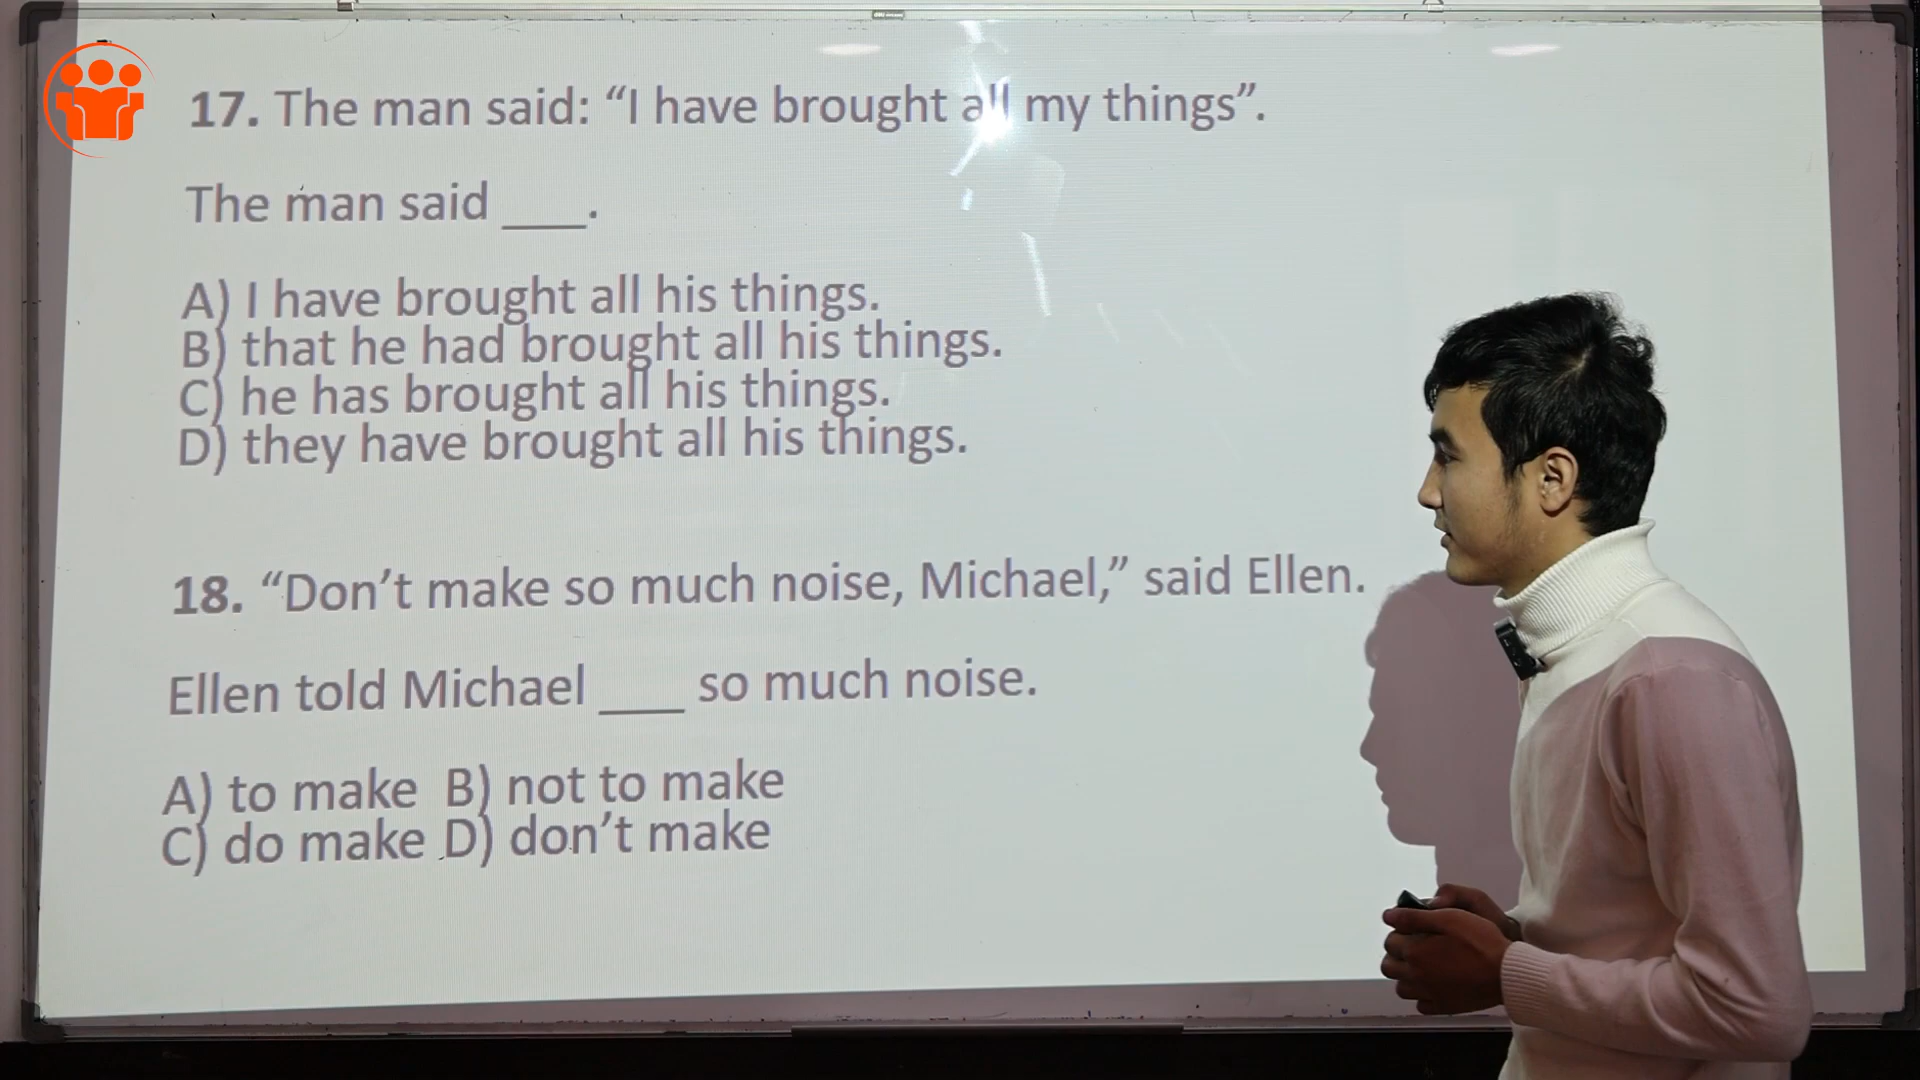 17. The man said: “I have brought all my things”.
The man said ____.
A) I have brought all his things.
B) that he had brought all his things.
C) he has brought all his things.
D) they have brought all his things.
18. “Don’t make so much noise, Michael,” said Ellen.
Ellen told Michael ____ so much noise.
A) to make B) not to make
C) do make D) don’t make